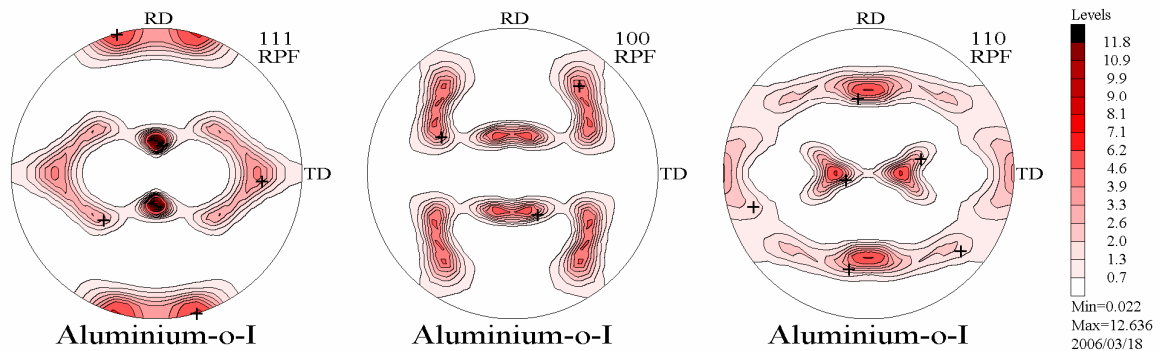 RD
111
RPF
TD
Aluminium-o-I
RD
100
RPF
TD
Aluminium-o-I
RD
110
RPF
TD
Aluminium-o-I
Levels
11.8
10.9
9.9
9.0
8.1
7.1
6.2
5.6
4.6
3.9
3.3
2.6
2.0
1.3
0.7
Min=0.022
Max=12.636
2006/03/18